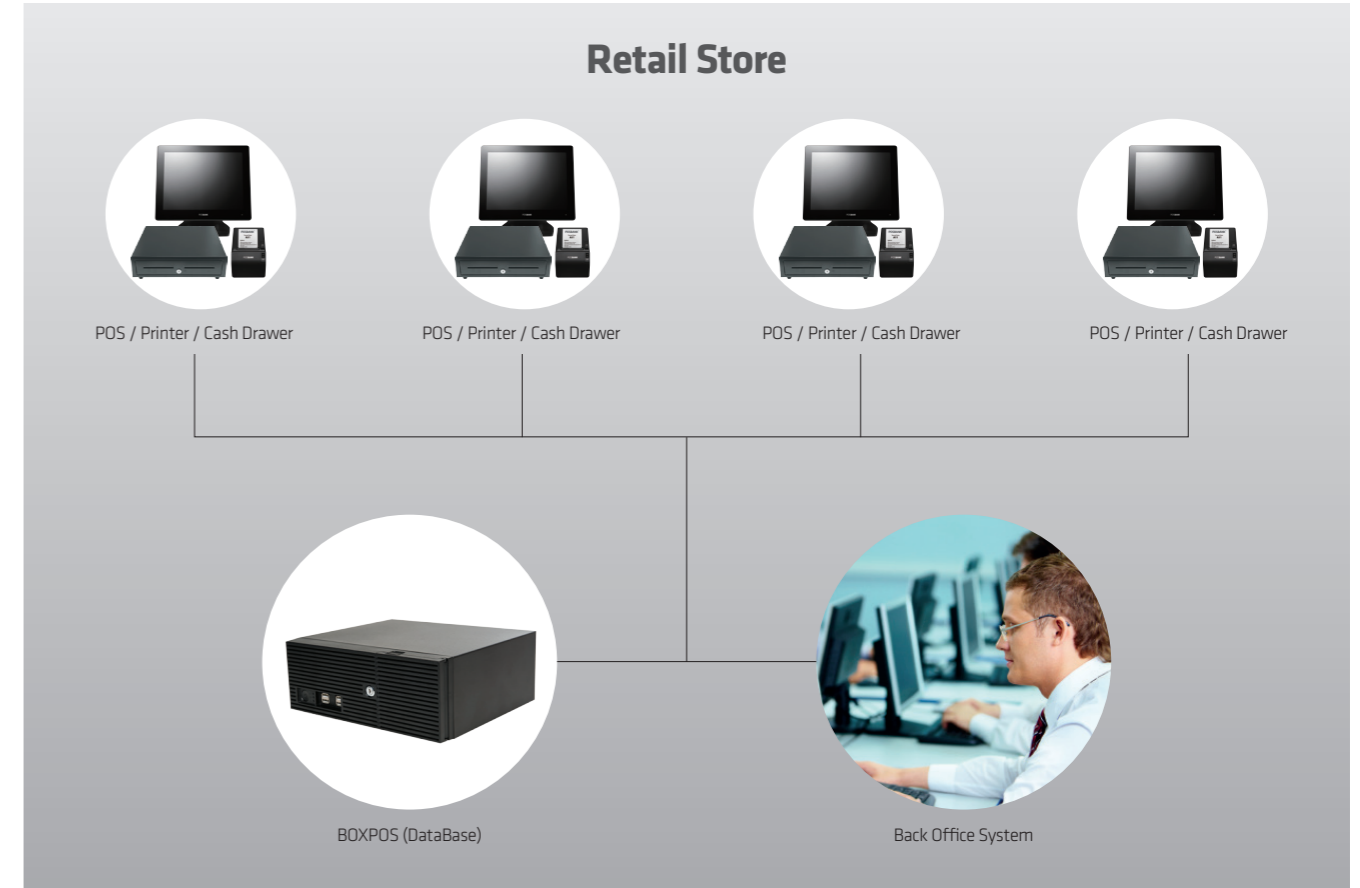 Retail Store
POS / Printer / Cash Drawer
POS / Printer / Cash Drawer
POS / Printer / Cash Drawer
POS / Printer / Cash Drawer
BOXPOS (DataBase)
Back Office System